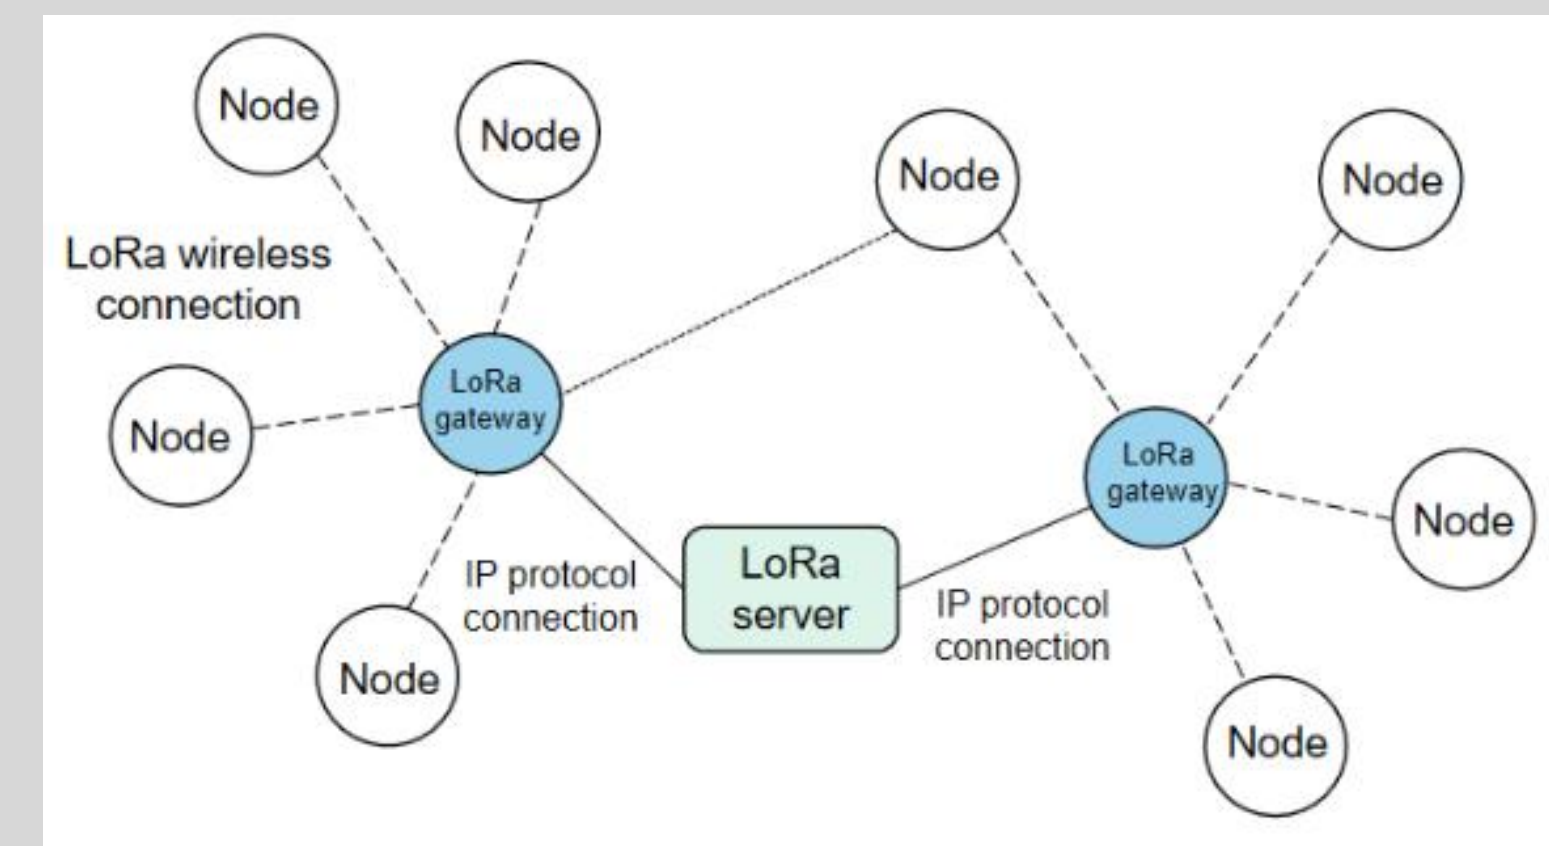 Node
Node
Node
Node
LoRa wireless
connection
LoRa
gateway
Node
LoRa
gateway
Node
LoRa
server
IP protocol
connection
IP protocol
connection
Node
Node